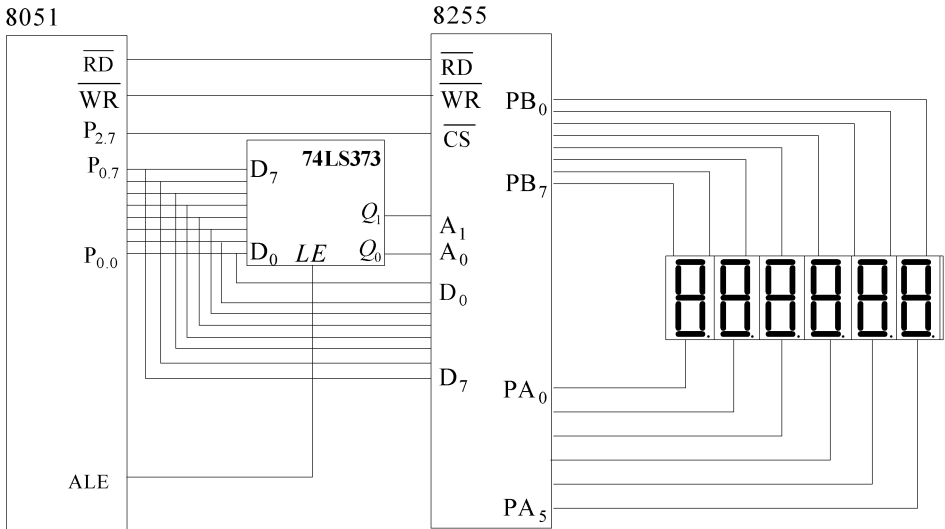 8051
RD
WR
P2.7
P0.7
P0.0
ALE
74LS373
D7
D0
LE
Q1
Q0
8255
RD
WR
CS
A1
A0
D0
D7
PB0
PB7
PA0
PA5